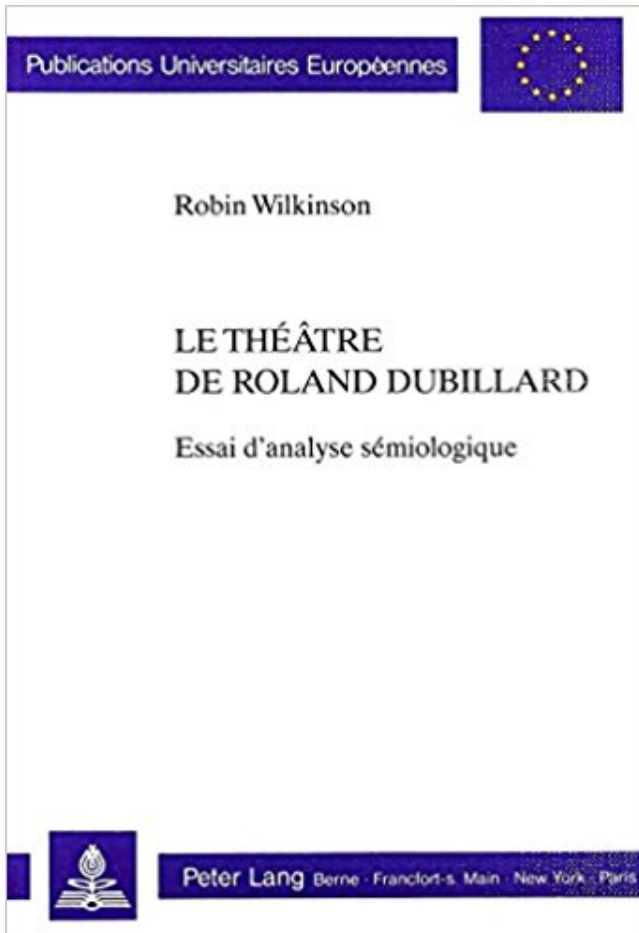 Publications Universitaires Européennes
Robin Wilkinson
LE THÉÂTRE
DE ROLAND DUBILLARD
Essai d'analyse sémiologique
Peter Lang Berne · Francfort-s. Main · New York · Paris